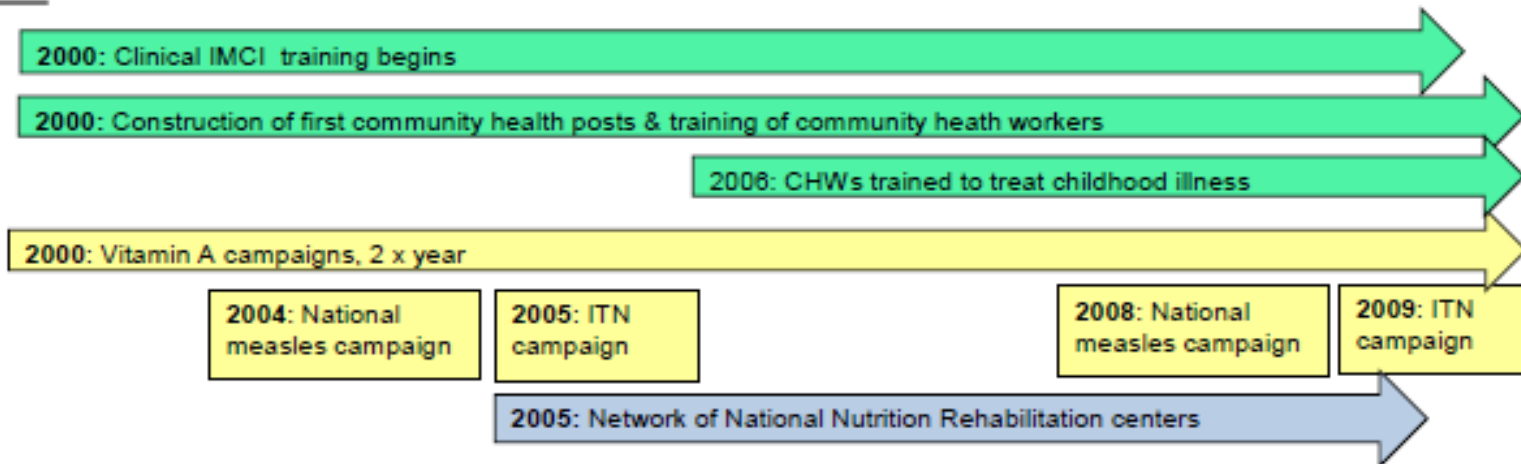 2000: Clinical IMCI training begins
2000: Construction of first community health posts & training of community heath workers
2006: CHWs trained to treat childhood illness
2000: Vitamin A campaigns, 2 x year
2004: National
measles campaign
2005: ITN
campaign
2008: National
measles campaign
2009: ITN
campaign
2005: Network of National Nutrition Rehabilitation centers